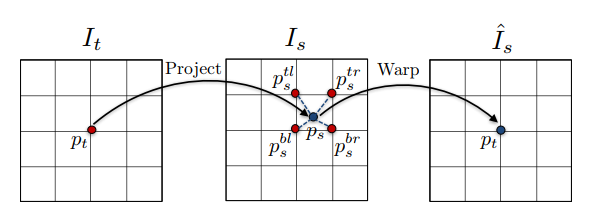 I_t I_s Î_s
Project Warp
p_s^{tl} p_s^{tr}
p_t p_s p_t
p_s^{bl} p_s^{br}